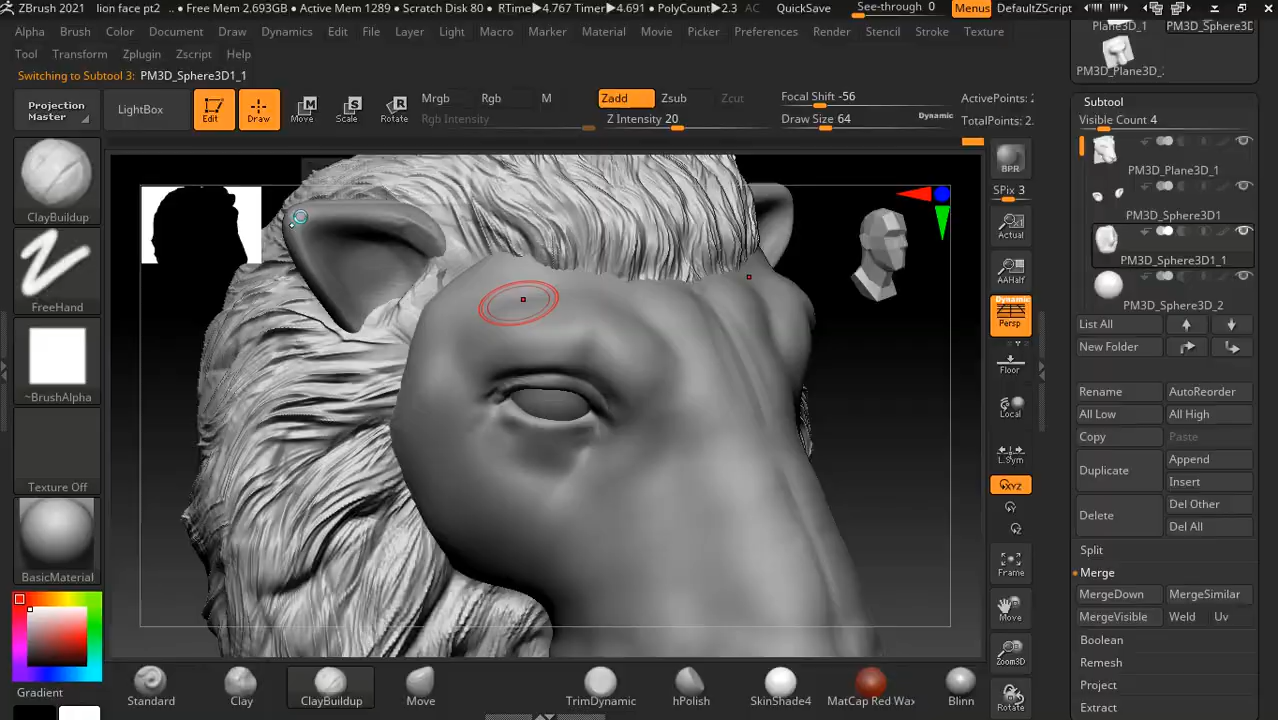 ZBrush 2021 lion face pt2 .. ● Free Mem 2.693GB ● Active Mem 1289 ● Scratch Disk 80 ● RTime►4.767 Timer►4.691 ● PolyCount►2.3 AC QuickSave See-through 0 Menus DefaultZScript
Alpha Brush Color Document Draw Dynamics Edit File Layer Light Macro Marker Material Movie Picker Preferences Render Stencil Stroke Texture
Tool Transform Zplugin Zscript Help
Switching to Subtool 3: PM3D_Sphere3D1_1
Projection Master
LightBox
Edit Draw Move Scale Rotate
Mrgb Rgb M
Rgb Intensity
Zadd Zsub Zcut
Z Intensity 20
Focal Shift -56
Draw Size 64
Dynamic
ActivePoints: 2
TotalPoints: 2.
ClayBuildup
FreeHand
~BrushAlpha
Texture Off
BasicMaterial
Gradient
BPR
SPix 3
Actual
AAHalf
Dynamic
Persp
Floor
Local
L.Sym
XYZ
Frame
Move
Zoom3D
Rotate
Plane3D_1 PM3D_Sphere3D
PM3D_Plane3D_:
Subtool
Visible Count 4
PM3D_Plane3D_1
PM3D_Sphere3D1
PM3D_Sphere3D1_1
PM3D_Sphere3D_2
List All
New Folder
Rename AutoReorder
All Low All High
Copy Paste
Duplicate Append
Insert
Delete Del Other
Del All
Split
Merge
MergeDown MergeSimilar
MergeVisible Weld Uv
Boolean
Remesh
Project
Extract
Standard Clay ClayBuildup Move TrimDynamic hPolish SkinShade4 MatCap Red Wax Blinn